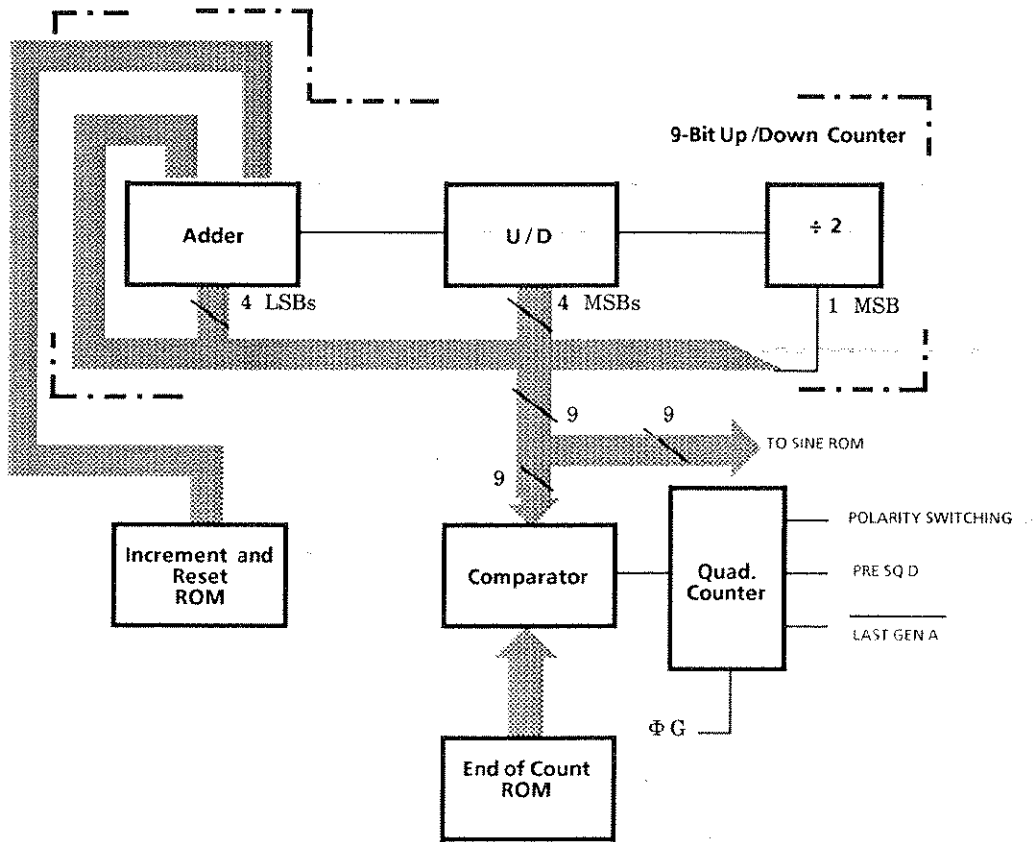 9-Bit Up /Down Counter
Adder
U / D
÷ 2
4 LSBs
4 MSBs
1 MSB
9
9
9
TO SINE ROM
Increment and
Reset
ROM
Comparator
Quad.
Counter
POLARITY SWITCHING
PRE SQ D
LAST GEN A
Φ G
End of Count
ROM